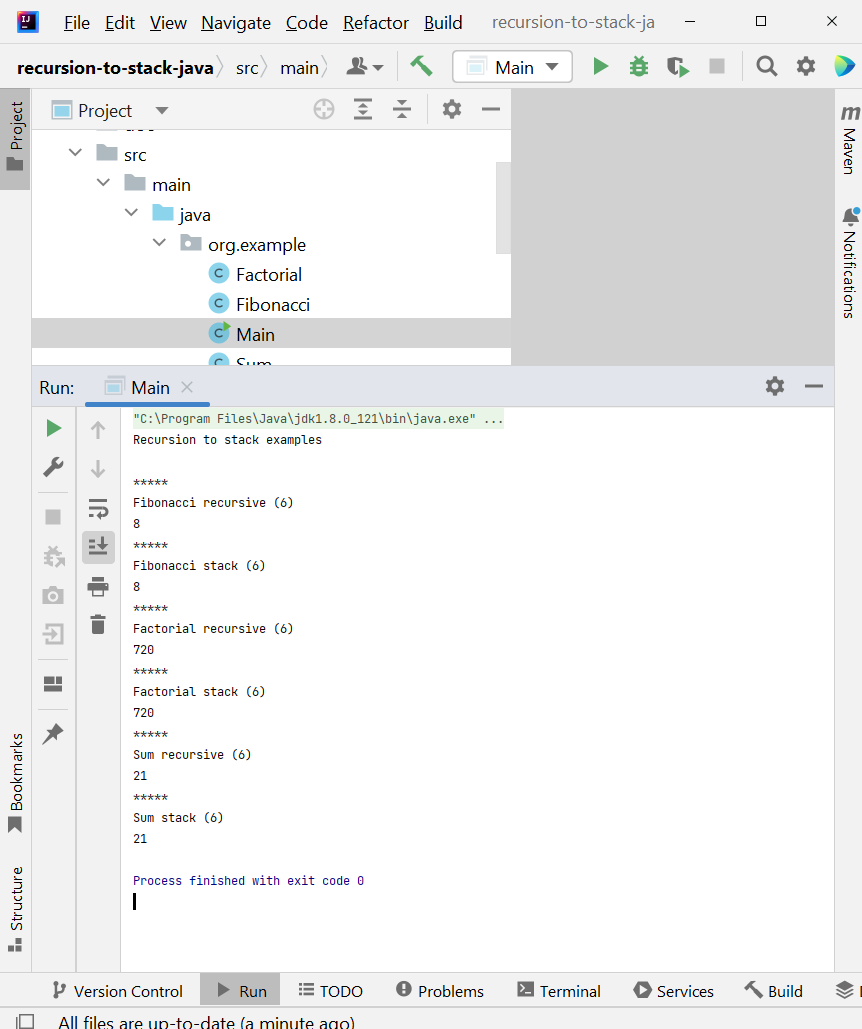 File Edit View Navigate Code Refactor Build recursion-to-stack-ja
recursion-to-stack-java src main Main
Project
Project
src
main
java
org.example
Factorial
Fibonacci
Main
Sum
Maven
Notifications
Run: Main
"C:\Program Files\Java\jdk1.8.0_121\bin\java.exe" ...
Recursion to stack examples
*****
Fibonacci recursive (6)
8
*****
Fibonacci stack (6)
8
*****
Factorial recursive (6)
720
*****
Factorial stack (6)
720
*****
Sum recursive (6)
21
*****
Sum stack (6)
21
Process finished with exit code 0
Bookmarks
Structure
Version Control Run TODO Problems Terminal Services Build
All files are up-to-date (a minute ago)